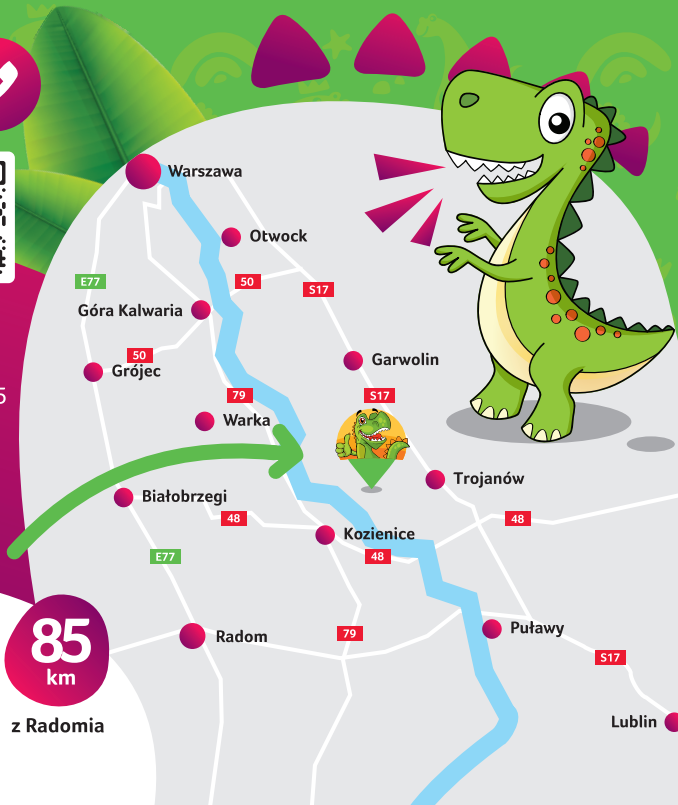 Warszawa
Otwock
E77
50
S17
Góra Kalwaria
50
Grójec
Garwolin
5
79
S17
Warka
Trojanów
Białobrzegi
48
48
Kozienice
48
E77
85
km
Radom
79
Puławy
S17
z Radomia
Lublin